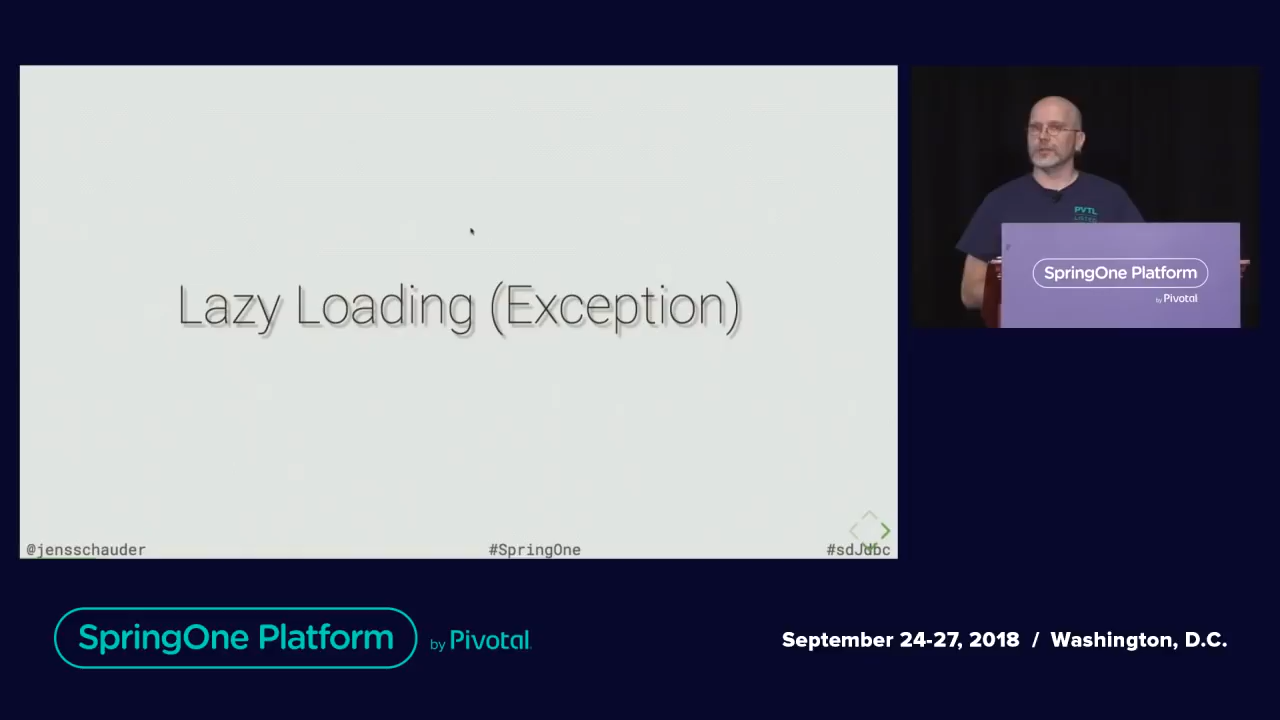 Lazy Loading (Exception)
@jensschauder
#SpringOne
#sdJdbc
PVTL
SpringOne Platform
by Pivotal
SpringOne Platform by Pivotal.
September 24-27, 2018 / Washington, D.C.